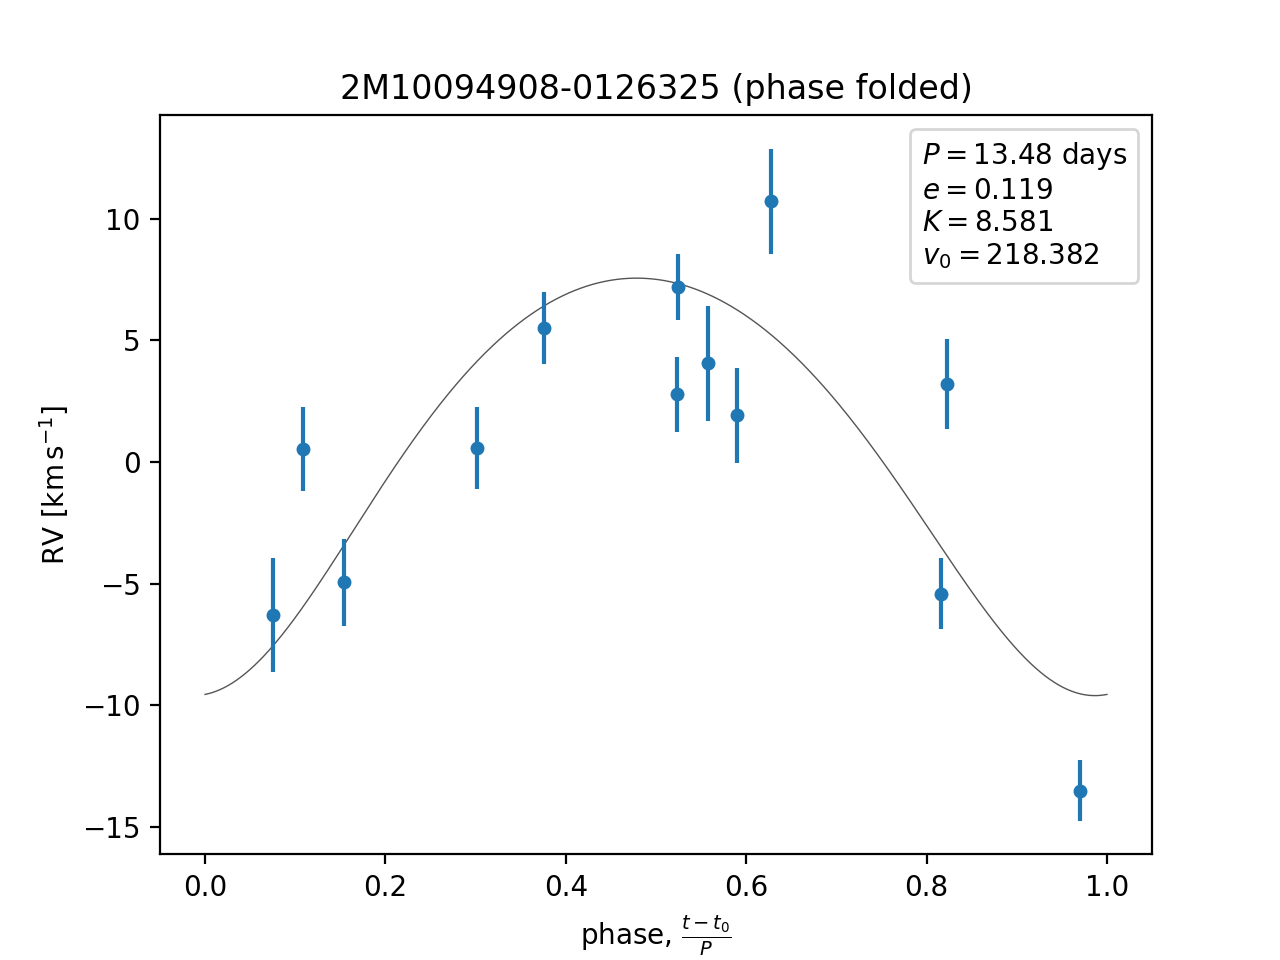 2M10094908-0126325 (phase folded)
P = 13.48 days
e = 0.119
K = 8.581
v₀ = 218.382
RV [km s⁻¹]
10
5
0
−5
−10
−15
0.0 0.2 0.4 0.6 0.8 1.0
phase, (t − t₀)/P